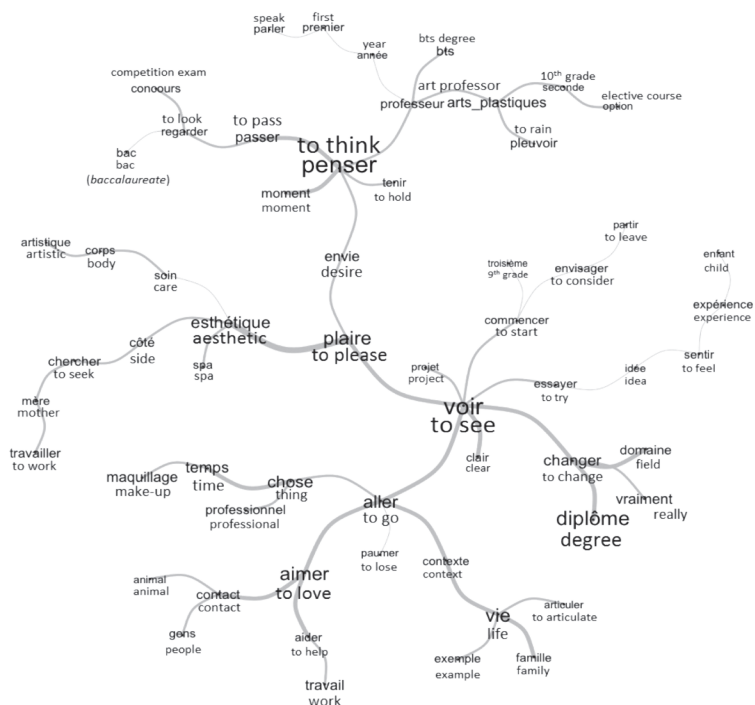 speak
parler
first
premier
year
année
bts degree
bts
art professor
professeur arts_plastiques
10th grade
seconde
elective course
option
to rain
pleuvoir
competition exam
conours
to look
regarder
to pass
passer
bac
bac
(baccalaureate)
to think
penser
moment
moment
tenir
to hold
envie
desire
artistique
artistic
corps
body
soin
care
esthétique
aesthetic
plaire
to please
côté
side
spa
spa
chercher
to seek
mère
mother
travailler
to work
partir
to leave
troisième
9th grade
envisager
to consider
enfant
child
commencer
to start
expérience
experience
projet
project
essayer
to try
idée
idea
sentir
to feel
voir
to see
clair
clear
changer
to change
domaine
field
vraiment
really
diplôme
degree
maquillage
make-up
temps
time
chose
thing
professionnel
professional
aller
to go
paumer
to lose
contexte
context
aimer
to love
animal
animal
contact
contact
gens
people
aider
to help
travail
work
vie
life
articuler
to articulate
exemple
example
famille
family